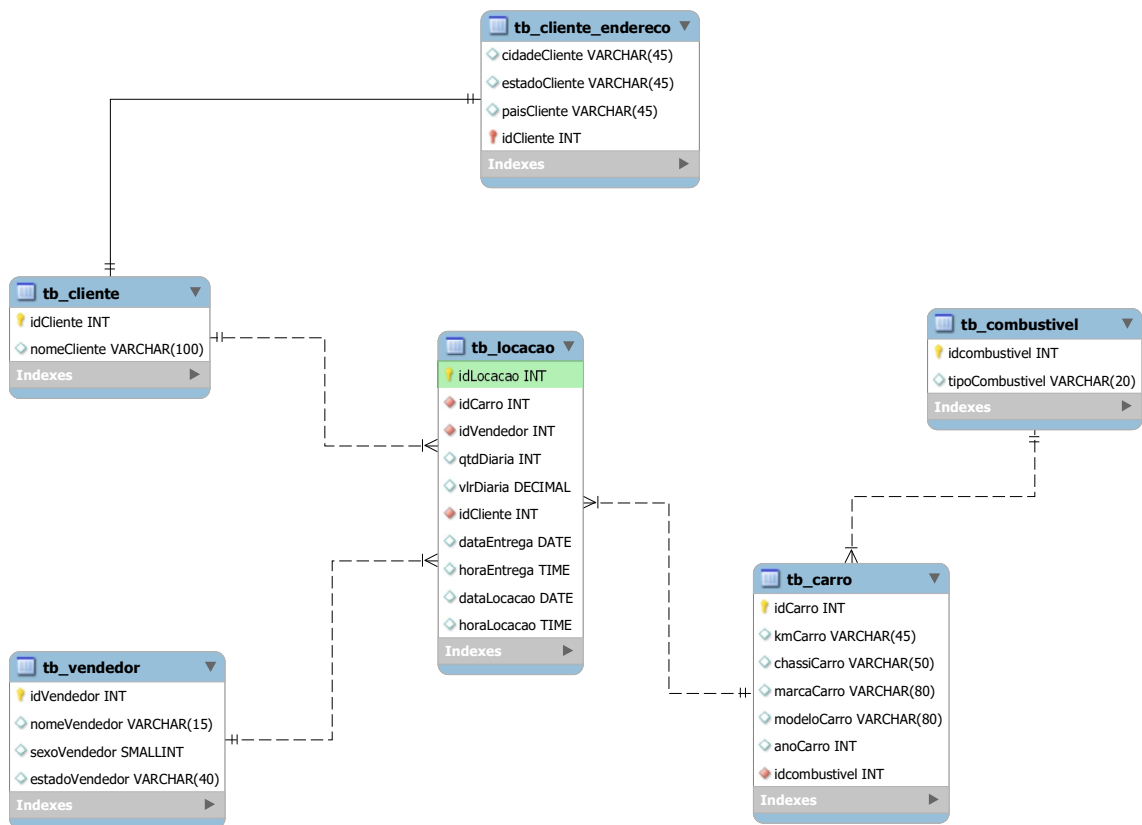 tb_cliente_endereco
cidadeCliente VARCHAR(45)
estadoCliente VARCHAR(45)
paisCliente VARCHAR(45)
idCliente INT
Indexes
tb_cliente
idCliente INT
nomeCliente VARCHAR(100)
Indexes
tb_locacao
idLocacao INT
idCarro INT
idVendedor INT
qtdDiaria INT
vlrDiaria DECIMAL
idCliente INT
dataEntrega DATE
horaEntrega TIME
dataLocacao DATE
horaLocacao TIME
Indexes
tb_combustivel
idcombustivel INT
tipoCombustivel VARCHAR(20)
Indexes
tb_vendedor
idVendedor INT
nomeVendedor VARCHAR(15)
sexoVendedor SMALLINT
estadoVendedor VARCHAR(40)
Indexes
tb_carro
idCarro INT
kmCarro VARCHAR(45)
chassiCarro VARCHAR(50)
marcaCarro VARCHAR(80)
modeloCarro VARCHAR(80)
anoCarro INT
idcombustivel INT
Indexes